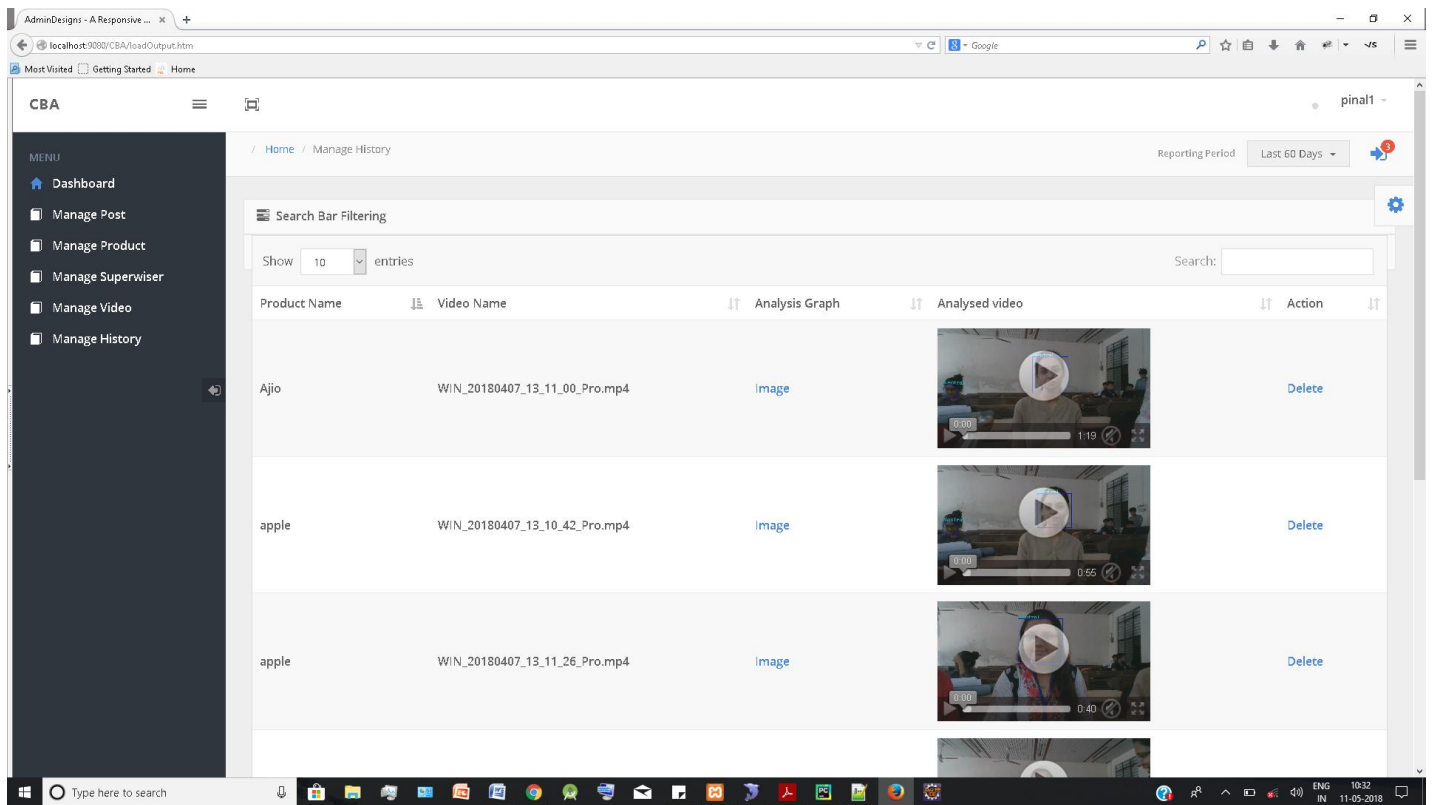 AdminDesigns - A Responsive ...
localhost:9080/CBA/loadOutput.htm
Google
Most Visited Getting Started Home
CBA
pinal1
/ Home / Manage History
Reporting Period Last 60 Days 3
MENU
Dashboard
Manage Post
Manage Product
Manage Superwiser
Manage Video
Manage History
Search Bar Filtering
Show 10 entries Search:
Product Name Video Name Analysis Graph Analysed video Action
Ajio WIN_20180407_13_11_00_Pro.mp4 Image Delete
0:00
1:19
apple WIN_20180407_13_10_42_Pro.mp4 Image Delete
0:00
0:55
apple WIN_20180407_13_11_26_Pro.mp4 Image Delete
0:00
0:40
Type here to search
ENG 10:32
IN 11-05-2018